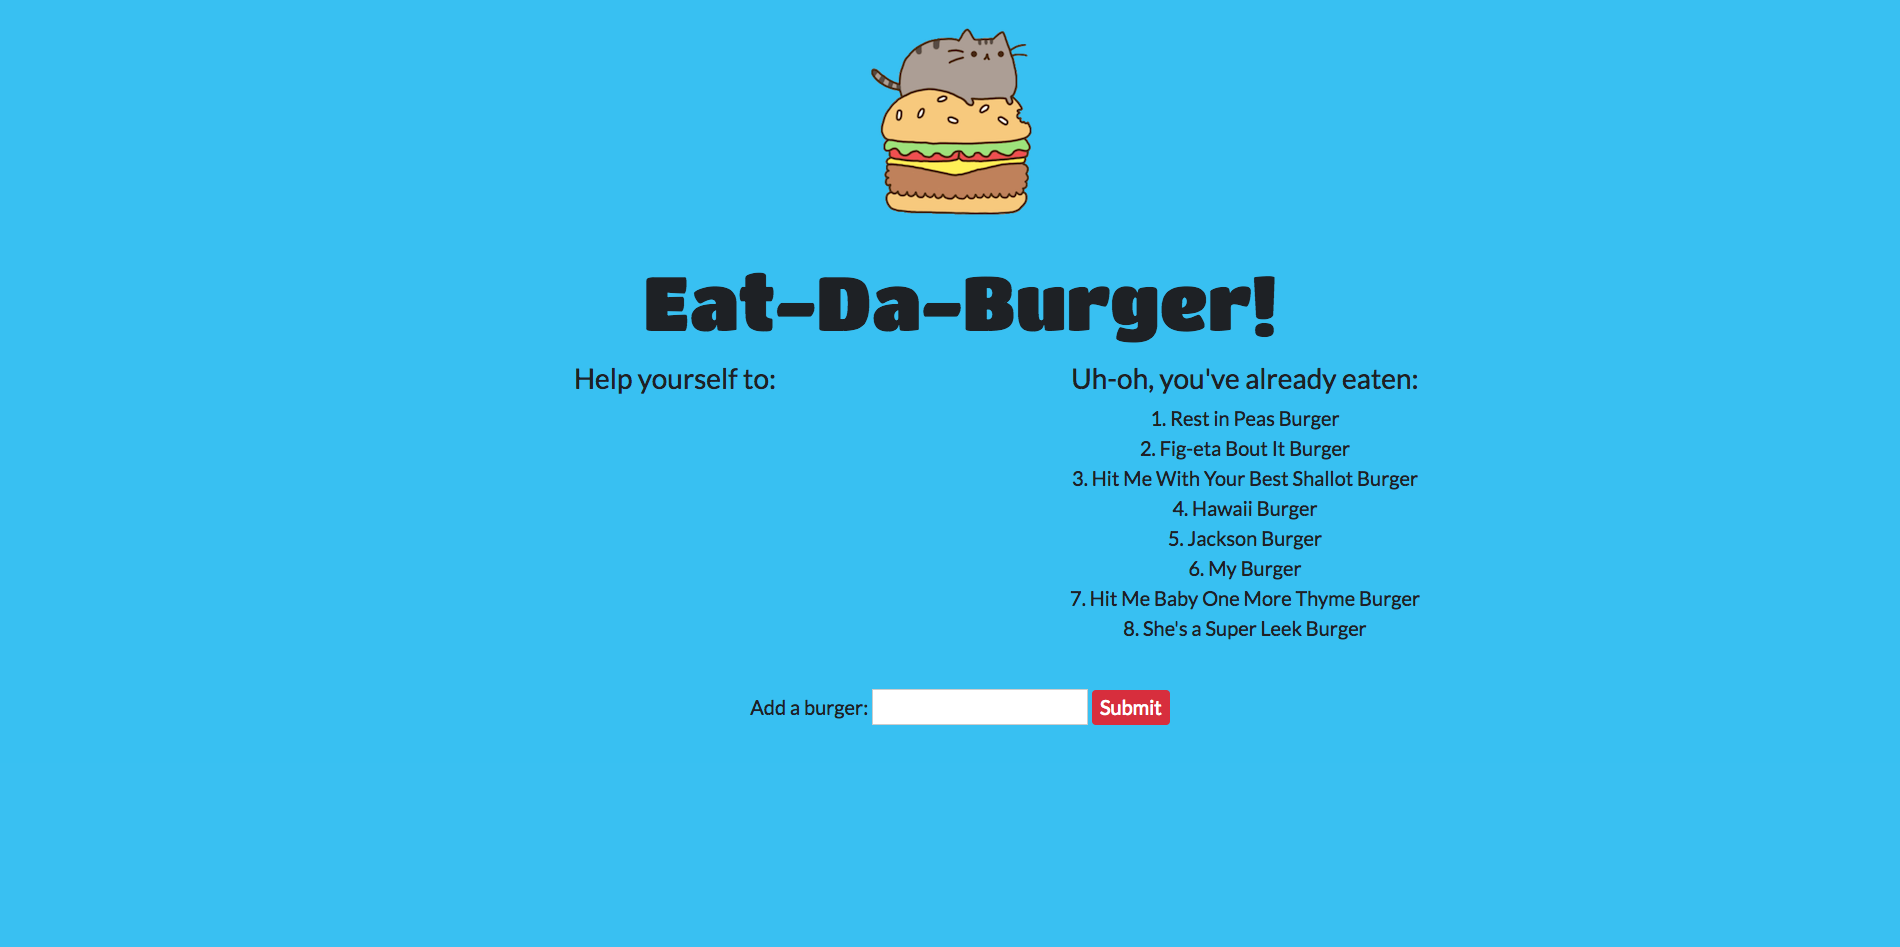 Eat-Da-Burger!
Help yourself to:
Uh-oh, you've already eaten:
1. Rest in Peas Burger
2. Fig-eta Bout It Burger
3. Hit Me With Your Best Shallot Burger
4. Hawaii Burger
5. Jackson Burger
6. My Burger
7. Hit Me Baby One More Thyme Burger
8. She's a Super Leek Burger
Add a burger: Submit